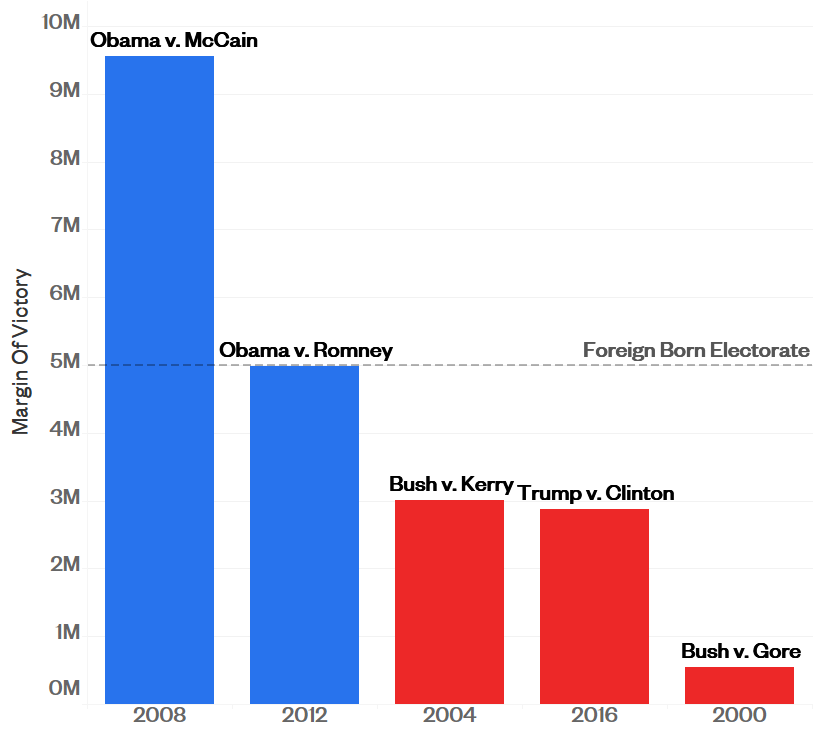 10M
Obama v. McCain
9M
8M
7M
6M
Obama v. Romney
Foreign Born Electorate
5M
4M
Bush v. Kerry
Trump v. Clinton
3M
2M
Bush v. Gore
1M
0M
Margin Of Victory
2008
2012
2004
2016
2000